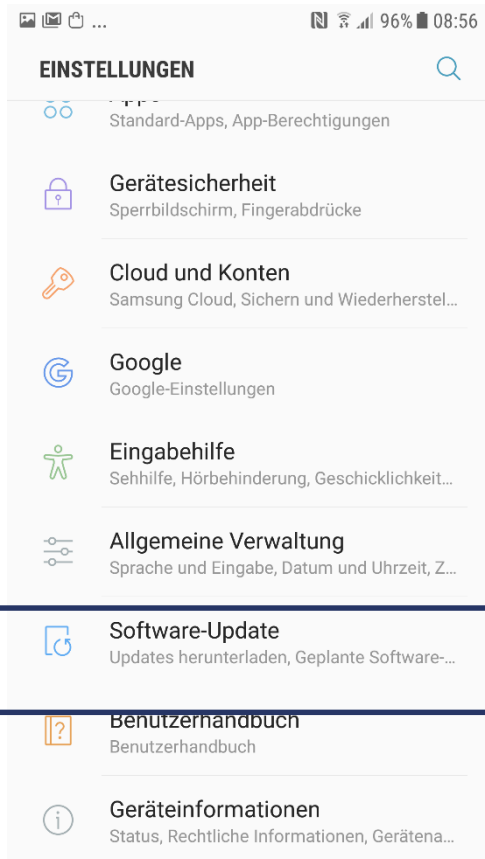 ... 96% 08:56
EINSTELLUNGEN
Apps
Standard-Apps, App-Berechtigungen
Gerätesicherheit
Sperrbildschirm, Fingerabdrücke
Cloud und Konten
Samsung Cloud, Sichern und Wiederherstel...
Google
Google-Einstellungen
Eingabehilfe
Sehhilfe, Hörbehinderung, Geschicklichkeit...
Allgemeine Verwaltung
Sprache und Eingabe, Datum und Uhrzeit, Z...
Software-Update
Updates herunterladen, Geplante Software-...
Benutzerhandbuch
Benutzerhandbuch
Geräteinformationen
Status, Rechtliche Informationen, Gerätena...